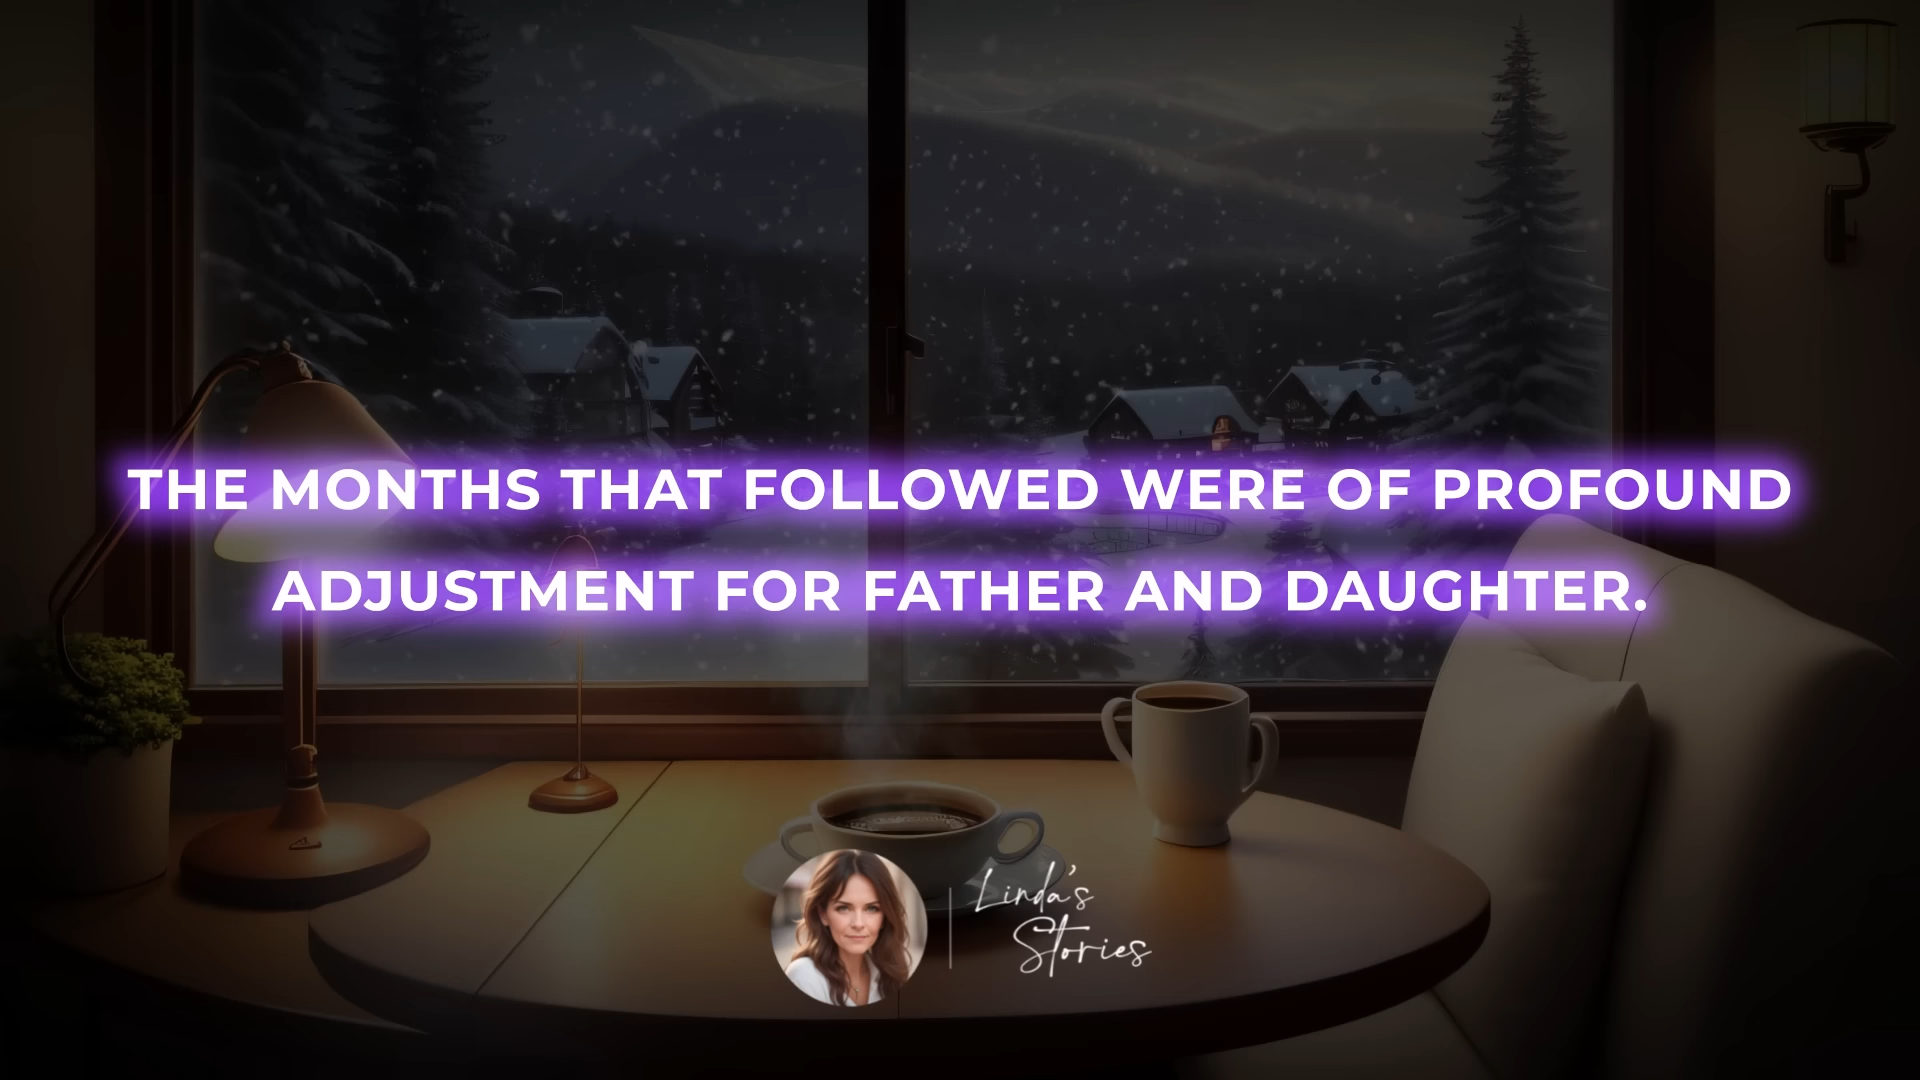 THE MONTHS THAT FOLLOWED WERE OF PROFOUND
ADJUSTMENT FOR FATHER AND DAUGHTER.
Linda's
Stories